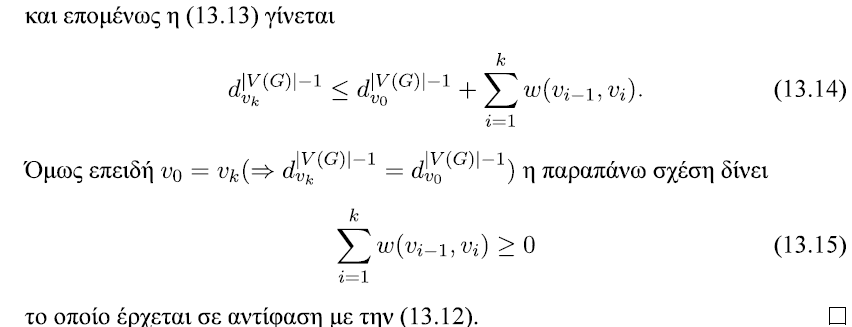 και επομένως η (13.13) γίνεται
$d_{v_k}^{|V(G)|-1} \leq d_{v_0}^{|V(G)|-1} + \sum_{i=1}^{k} w(v_{i-1}, v_i).$ (13.14)
Όμως επειδή $v_0 = v_k (\Rightarrow d_{v_k}^{|V(G)|-1} = d_{v_0}^{|V(G)|-1})$ η παραπάνω σχέση δίνει
$\sum_{i=1}^{k} w(v_{i-1}, v_i) \geq 0$ (13.15)
το οποίο έρχεται σε αντίφαση με την (13.12). □